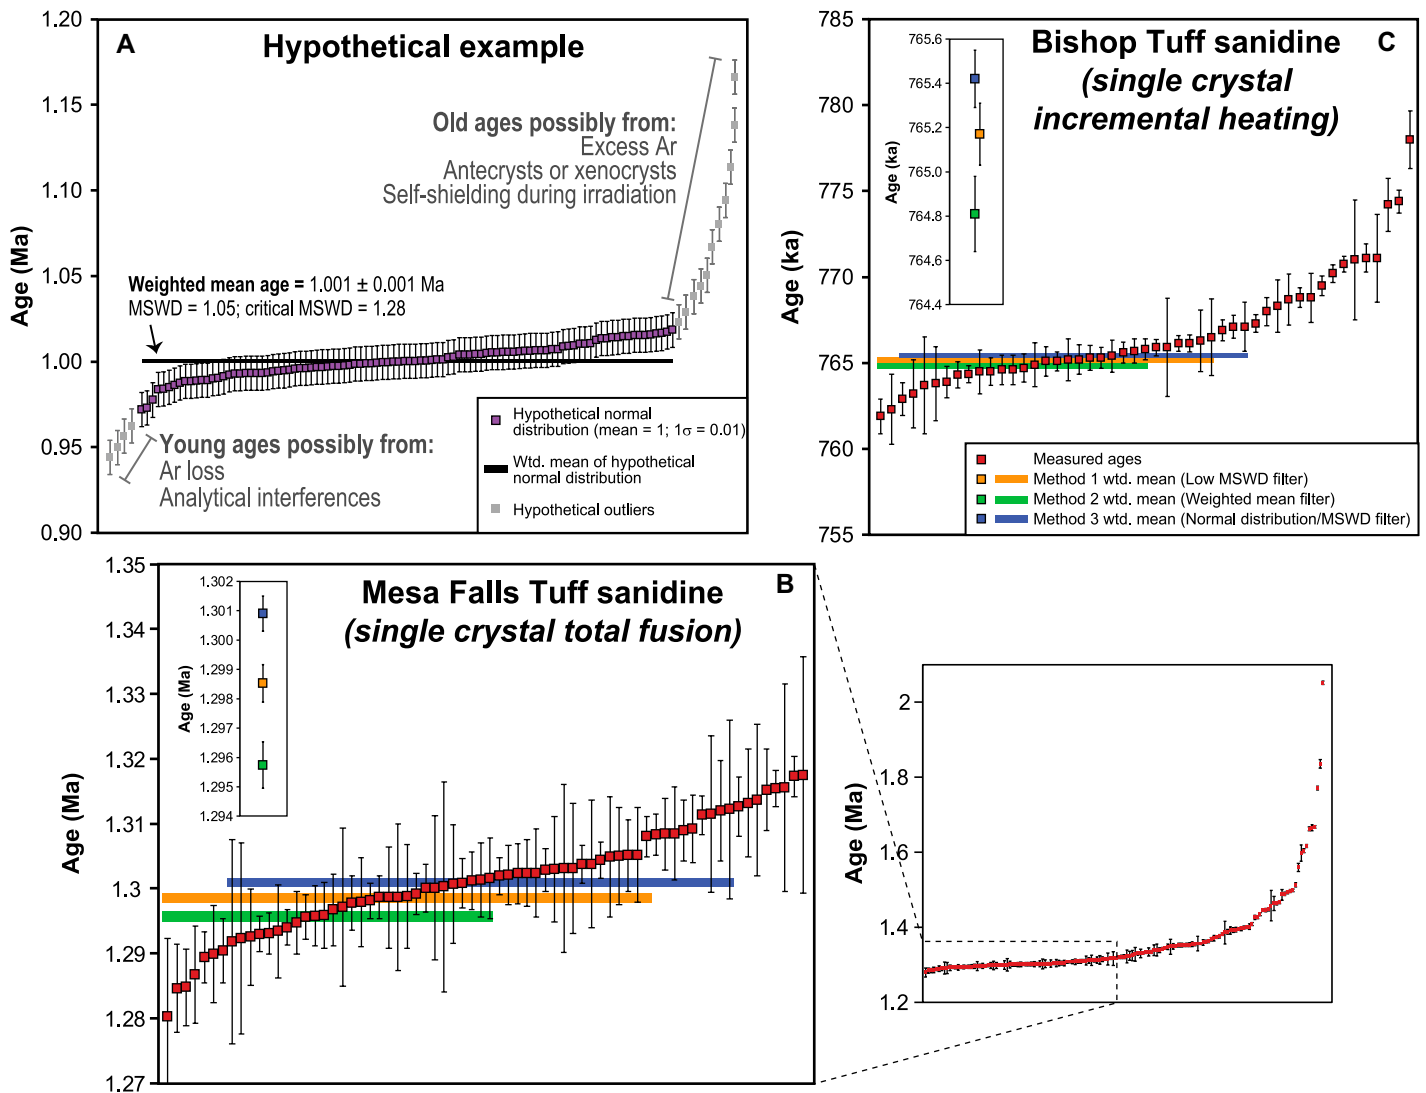 A
Hypothetical example
Age (Ma)
1.20
1.15
1.10
1.05
1.00
0.95
0.90
Old ages possibly from:
Excess Ar
Antecrysts or xenocrysts
Self-shielding during irradiation
Weighted mean age = 1.001 ± 0.001 Ma
MSWD = 1.05; critical MSWD = 1.28
Young ages possibly from:
Ar loss
Analytical interferences
Hypothetical normal
distribution (mean = 1; 1σ = 0.01)
Wtd. mean of hypothetical
normal distribution
Hypothetical outliers
C
Bishop Tuff sanidine
(single crystal
incremental heating)
Age (ka)
785
780
775
770
765
760
755
Age (ka)
765.6
765.4
765.2
765.0
764.8
764.6
764.4
Measured ages
Method 1 wtd. mean (Low MSWD filter)
Method 2 wtd. mean (Weighted mean filter)
Method 3 wtd. mean (Normal distribution/MSWD filter)
B
Mesa Falls Tuff sanidine
(single crystal total fusion)
Age (Ma)
1.35
1.34
1.33
1.32
1.31
1.3
1.29
1.28
1.27
Age (Ma)
1.302
1.301
1.300
1.299
1.298
1.297
1.296
1.295
1.294
Age (Ma)
2
1.8
1.6
1.4
1.2